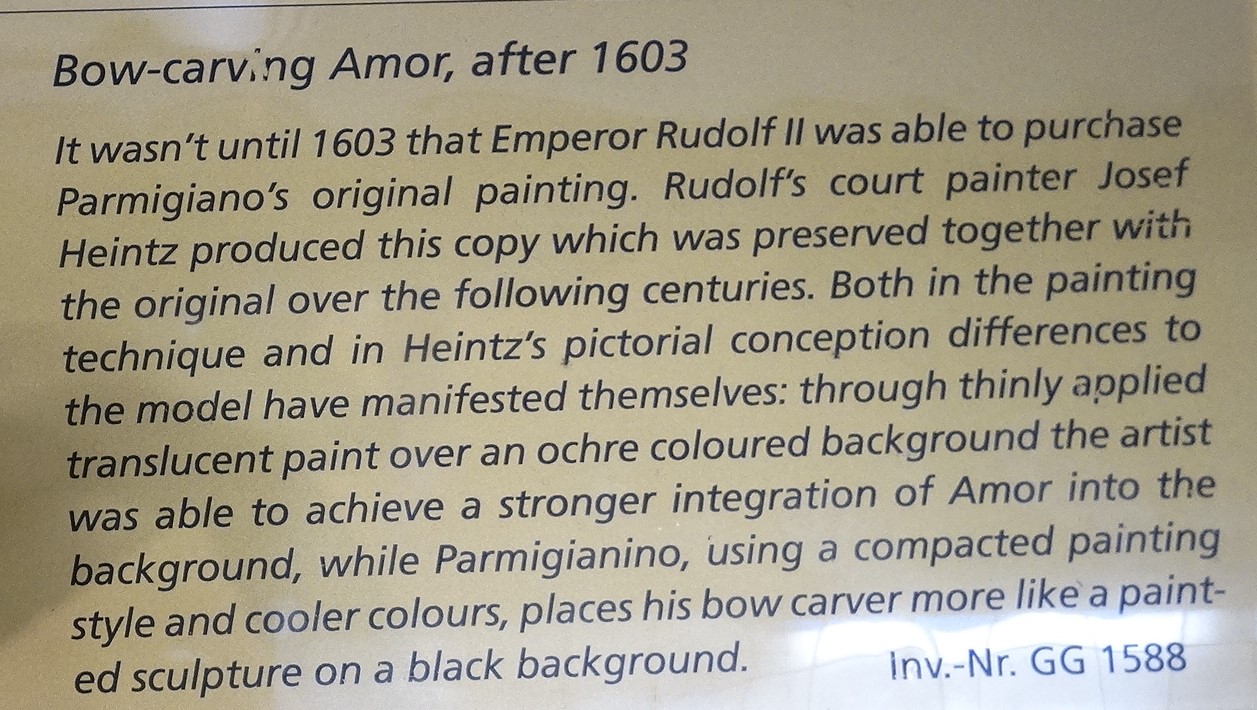 Bow-carving Amor, after 1603
It wasn't until 1603 that Emperor Rudolf II was able to purchase
Parmigiano's original painting. Rudolf's court painter Josef
Heintz produced this copy which was preserved together with
the original over the following centuries. Both in the painting
technique and in Heintz's pictorial conception differences to
the model have manifested themselves: through thinly applied
translucent paint over an ochre coloured background the artist
was able to achieve a stronger integration of Amor into the
background, while Parmigianino, using a compacted painting
style and cooler colours, places his bow carver more like a paint-
ed sculpture on a black background.
Inv.-Nr. GG 1588